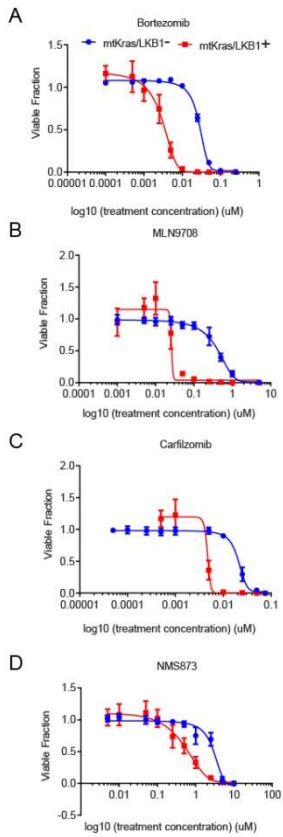 A
Bortezomib
mtKras/LKB1-
mtKras/LKB1+
Viable Fraction
1.5
1.0
0.5
0.0
0.00001 0.0001 0.001 0.01 0.1 1
log10 (treatment concentration) (uM)
B
MLN9708
Viable Fraction
2.0
1.5
1.0
0.5
0.0
0.0001 0.001 0.01 0.1 1 10
log10 (treatment concentration) (uM)
C
Carfilzomib
Viable Fraction
2.0
1.5
1.0
0.5
0.0
0.00001 0.001 0.01 0.1
log10 (treatment concentration) (uM)
D
NMS873
Viable Fraction
1.5
1.0
0.5
0.0
-0.5
0.01 0.1 1 10 100
log10 (treatment concentration) (uM)